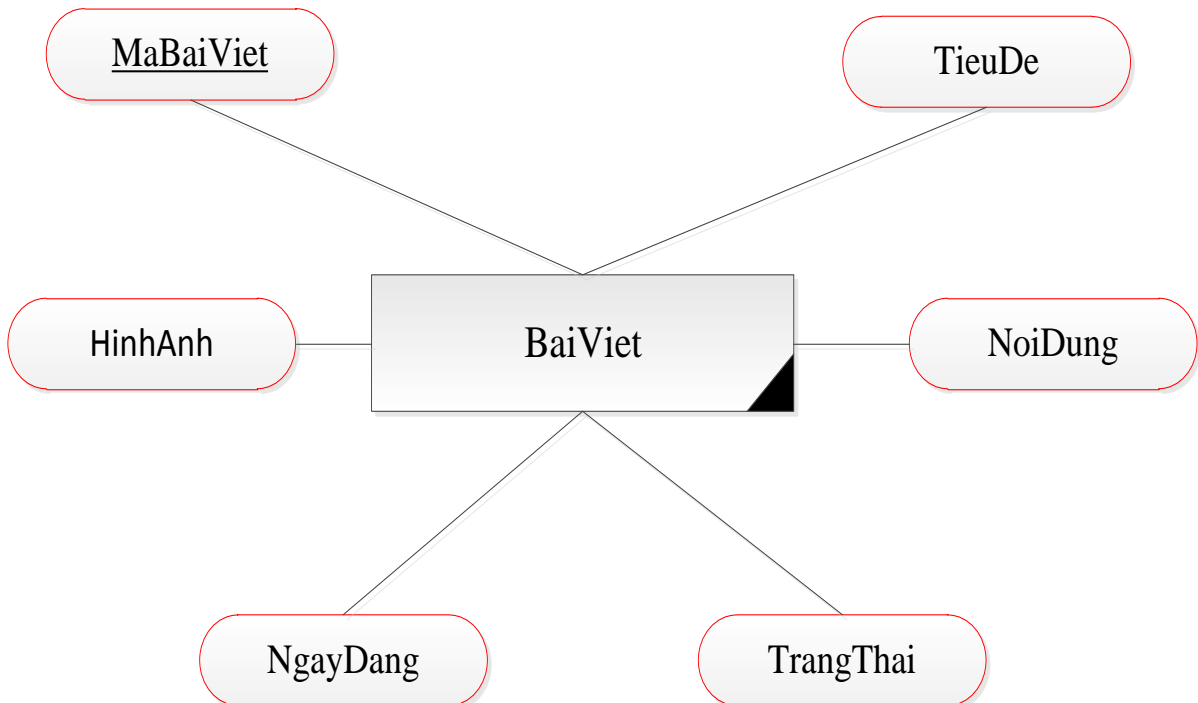 MaBaiViet
TieuDe
HinhAnh
BaiViet
NoiDung
NgayDang
TrangThai